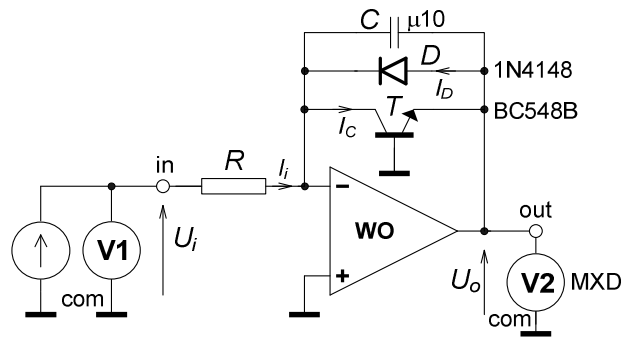 C µ10
D 1N4148
I_D
T BC548B
I_C
in R I_i
− WO out
V1 U_i
+ U_o V2 MXD
com com